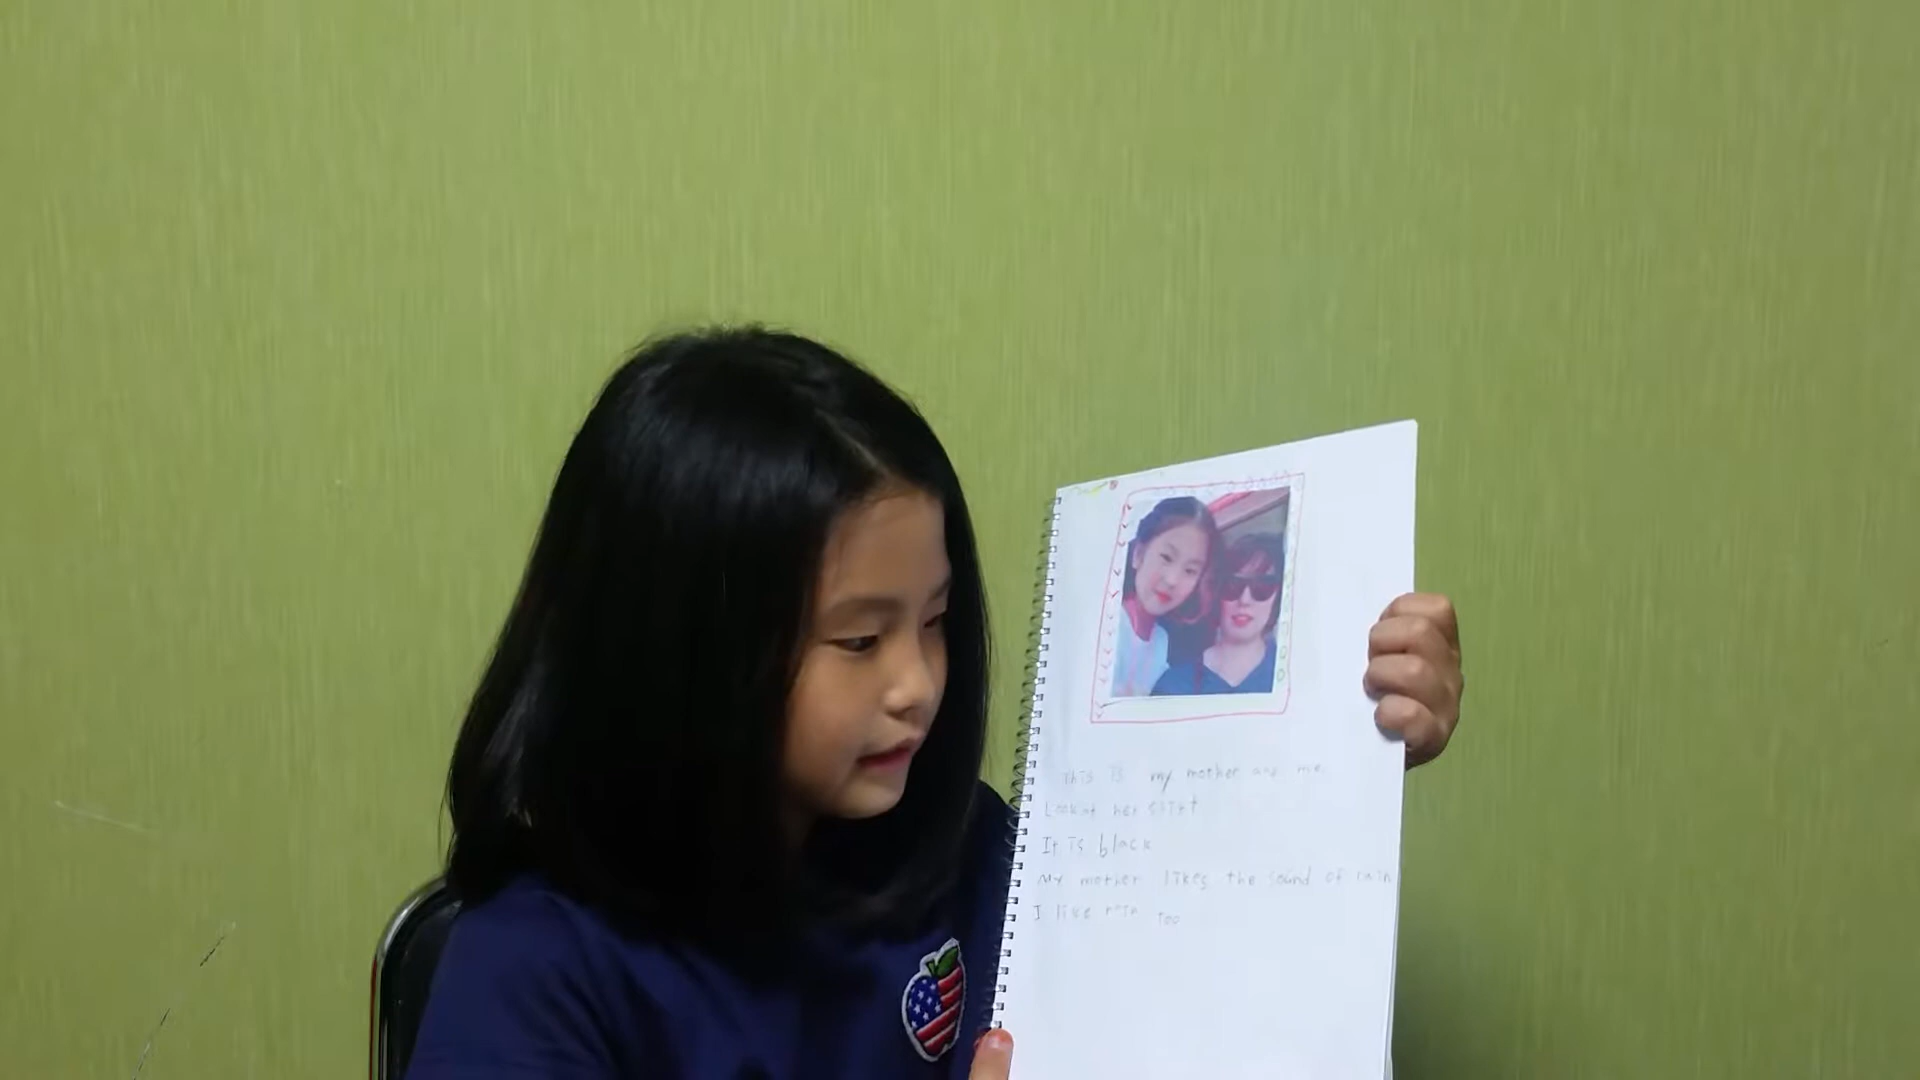 This is my mother and me
Look at her shirt
It is black
My mother likes the sound of rain
I like rain too